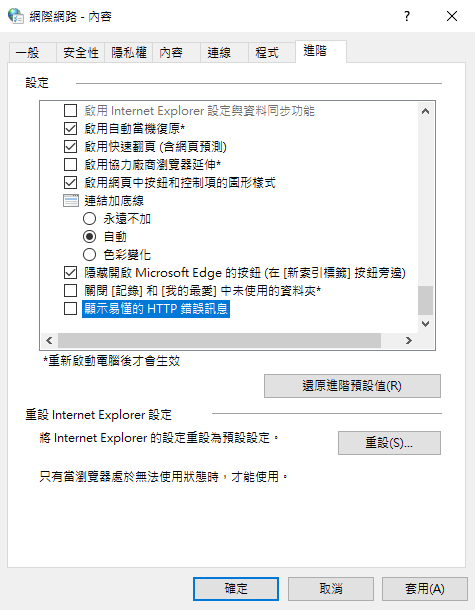 網際網路 - 內容
一般 安全性 隱私權 內容 連線 程式 進階
設定
啟用 Internet Explorer 設定與資料同步功能
啟用自動當機復原*
啟用快速翻頁 (含網頁預測)
啟用協力廠商瀏覽器延伸*
啟用網頁中按鈕和控制項的圖形樣式
連結加底線
永遠不加
自動
色彩變化
隱藏開啟 Microsoft Edge 的按鈕 (在 [新索引標籤] 按鈕旁邊)
關閉 [記錄] 和 [我的最愛] 中未使用的資料夾*
顯示易懂的 HTTP 錯誤訊息
*重新啟動電腦後才會生效
還原進階預設值(R)
重設 Internet Explorer 設定
將 Internet Explorer 的設定重設為預設設定。
重設(S)...
只有當瀏覽器處於無法使用狀態時，才能使用。
確定 取消 套用(A)